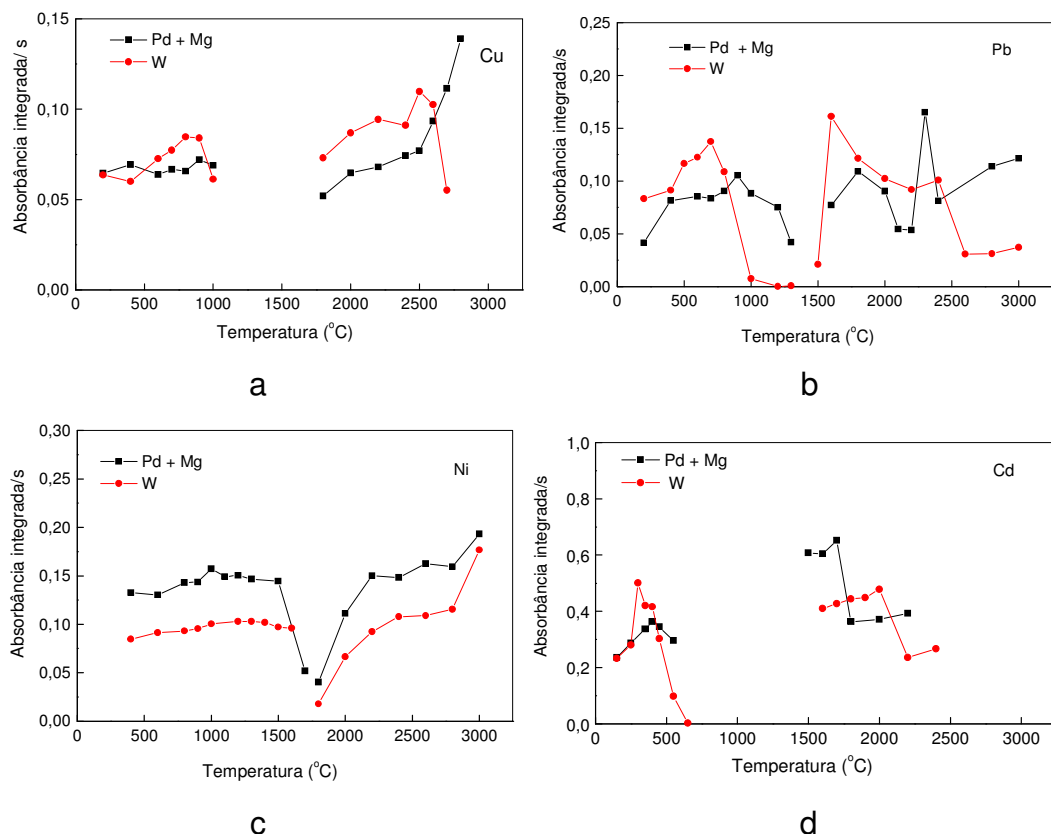 0,15
0,10
0,05
0,00
Absorbância integrada/ s
Pd + Mg
W
Cu
0 500 1000 1500 2000 2500 3000
Temperatura (°C)
a
0,25
0,20
0,15
0,10
0,05
0,00
Absorbância integrada/s
Pd + Mg
W
Pb
0 500 1000 1500 2000 2500 3000
Temperatura (°C)
b
0,30
0,25
0,20
0,15
0,10
0,05
0,00
Absorbância integrada/s
Pd + Mg
W
Ni
0 500 1000 1500 2000 2500 3000
Temperatura (°C)
c
1,0
0,8
0,6
0,4
0,2
0,0
Absorbância integrada/s
Pd + Mg
W
Cd
0 500 1000 1500 2000 2500 3000
Temperatura (°C)
d